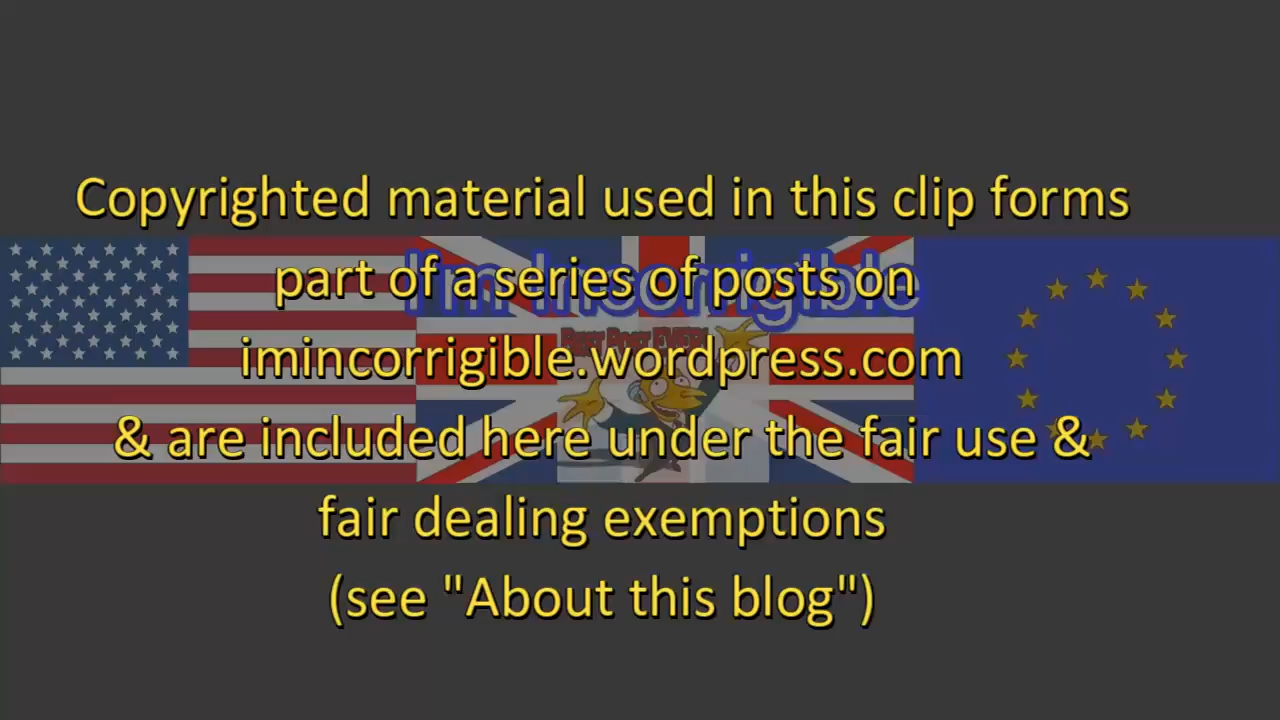 Copyrighted material used in this clip forms
part of a series of posts on
I'm Incorrigible
imincorrigible.wordpress.com
& are included here under the fair use &
fair dealing exemptions
(see "About this blog")